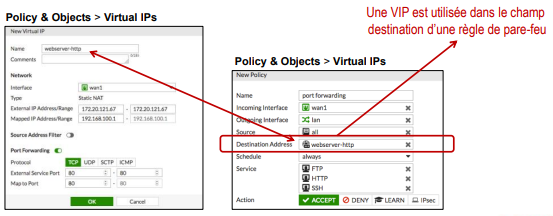 Une VIP est utilisée dans le champ
destination d'une règle de pare-feu
Policy & Objects > Virtual IPs
New Virtual IP
Name webserver-http
Comments 0/255
Network
Interface wan1
Type Static NAT
External IP Address/Range 172.20.121.67 - 172.20.121.67
Mapped IP Address/Range 192.168.100.1 - 192.168.100.1
Source Address Filter
Port Forwarding
Protocol TCP UDP SCTP ICMP
External Service Port 80 - 80
Map to Port 80 - 80
OK Cancel
Policy & Objects > Virtual IPs
New Policy
Name port forwarding
Incoming Interface wan1
Outgoing Interface lan
Source all
Destination Address webserver-http
Schedule always
Service FTP
HTTP
SSH
Action ACCEPT DENY LEARN IPsec